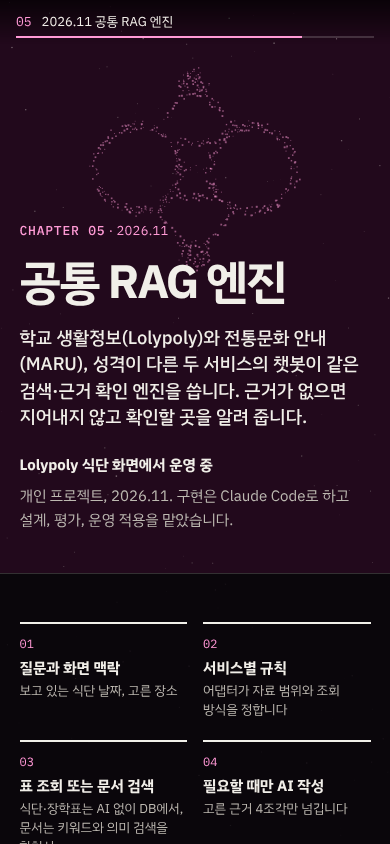 05 2026.11 공통 RAG 엔진
CHAPTER 05 · 2026.11
공통 RAG 엔진
학교 생활정보(Lolypoly)와 전통문화 안내
(MARU), 성격이 다른 두 서비스의 챗봇이 같은
검색·근거 확인 엔진을 씁니다. 근거가 없으면
지어내지 않고 확인할 곳을 알려 줍니다.
Lolypoly 식단 화면에서 운영 중
개인 프로젝트, 2026.11. 구현은 Claude Code로 하고
설계, 평가, 운영 적용을 맡았습니다.
01
질문과 화면 맥락
보고 있는 식단 날짜, 고른 장소
02
서비스별 규칙
어댑터가 자료 범위와 조회
방식을 정합니다
03
표 조회 또는 문서 검색
식단·장학표는 AI 없이 DB에서,
문서는 키워드와 의미 검색을
04
필요할 때만 AI 작성
고른 근거 4조각만 넘깁니다